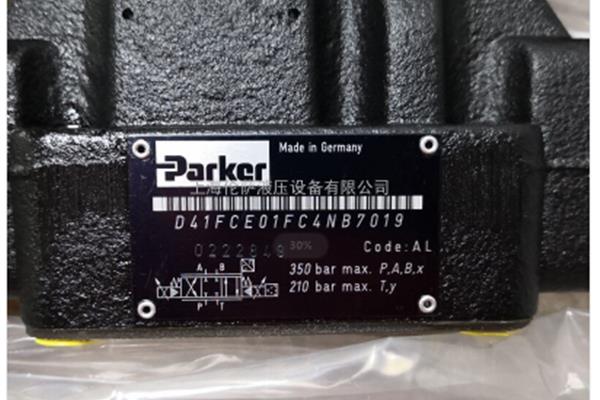 Parker
Made in Germany
上海伦萨液压设备有限公司
D41FCE01FC4NB7019
30%
Code: AL
350 bar max. P,A,B,x
210 bar max. T,y
A B
P T